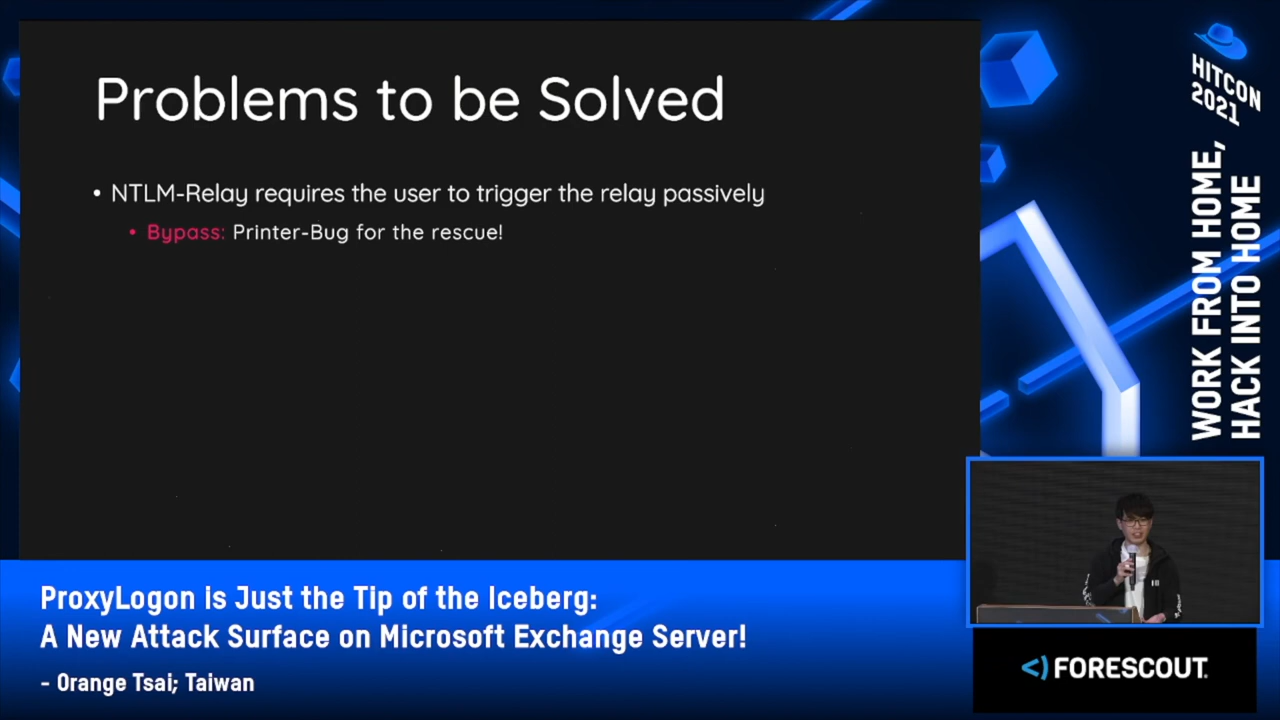 Problems to be Solved
• NTLM-Relay requires the user to trigger the relay passively
• Bypass: Printer-Bug for the rescue!
HITCON
2021
WORK FROM HOME,
HACK INTO HOME
ProxyLogon is Just the Tip of the Iceberg:
A New Attack Surface on Microsoft Exchange Server!
- Orange Tsai; Taiwan
<) FORESCOUT.